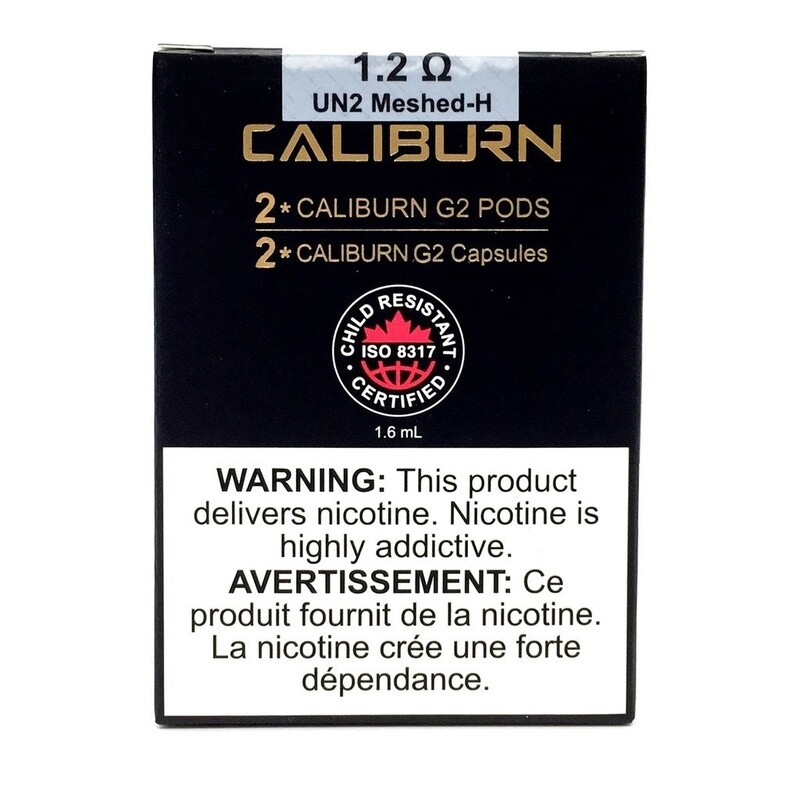 1.2 Ω
UN2 Meshed-H
CALIBURN
2* CALIBURN G2 PODS
2* CALIBURN G2 Capsules
CHILD RESISTANT
ISO 8317
CERTIFIED
1.6 mL
WARNING: This product
delivers nicotine. Nicotine is
highly addictive.
AVERTISSEMENT: Ce
produit fournit de la nicotine.
La nicotine crée une forte
dépendance.